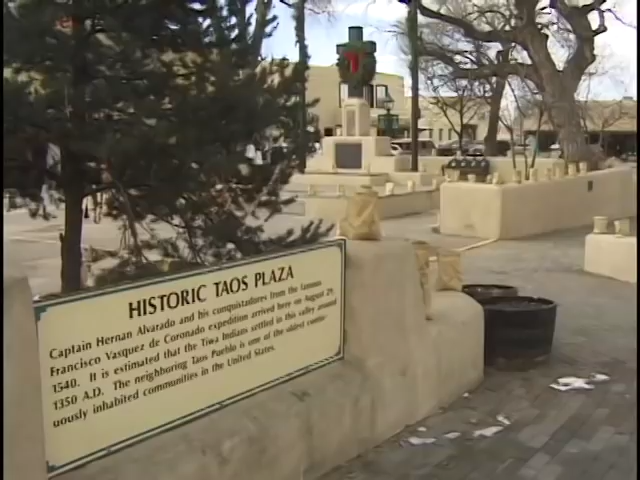 HISTORIC TAOS PLAZA
Captain Hernan Alvarado and his conquistadors from the famous
Francisco Vasquez de Coronado expedition arrived here on August 29,
1540. It is estimated that the Tiwa Indians settled in this valley around
1350 A.D. The neighboring Taos Pueblo is one of the oldest contin-
uously inhabited communities in the United States.